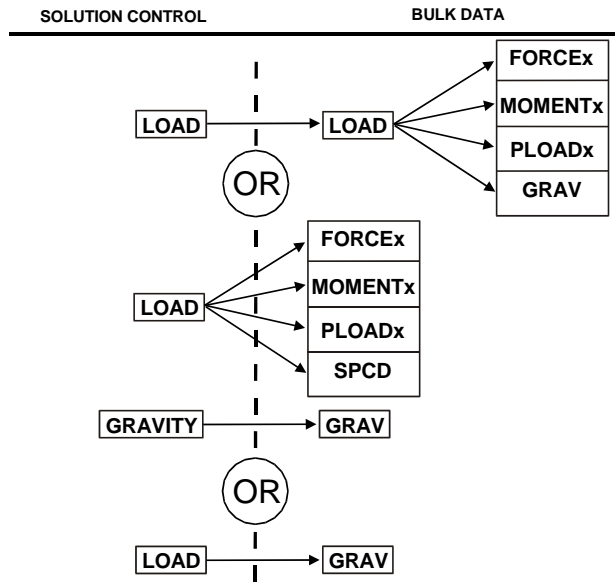 SOLUTION CONTROL
BULK DATA
FORCEx
MOMENTx
LOAD
LOAD
PLOADx
GRAV
OR
FORCEx
MOMENTx
LOAD
PLOADx
SPCD
GRAVITY
GRAV
OR
LOAD
GRAV